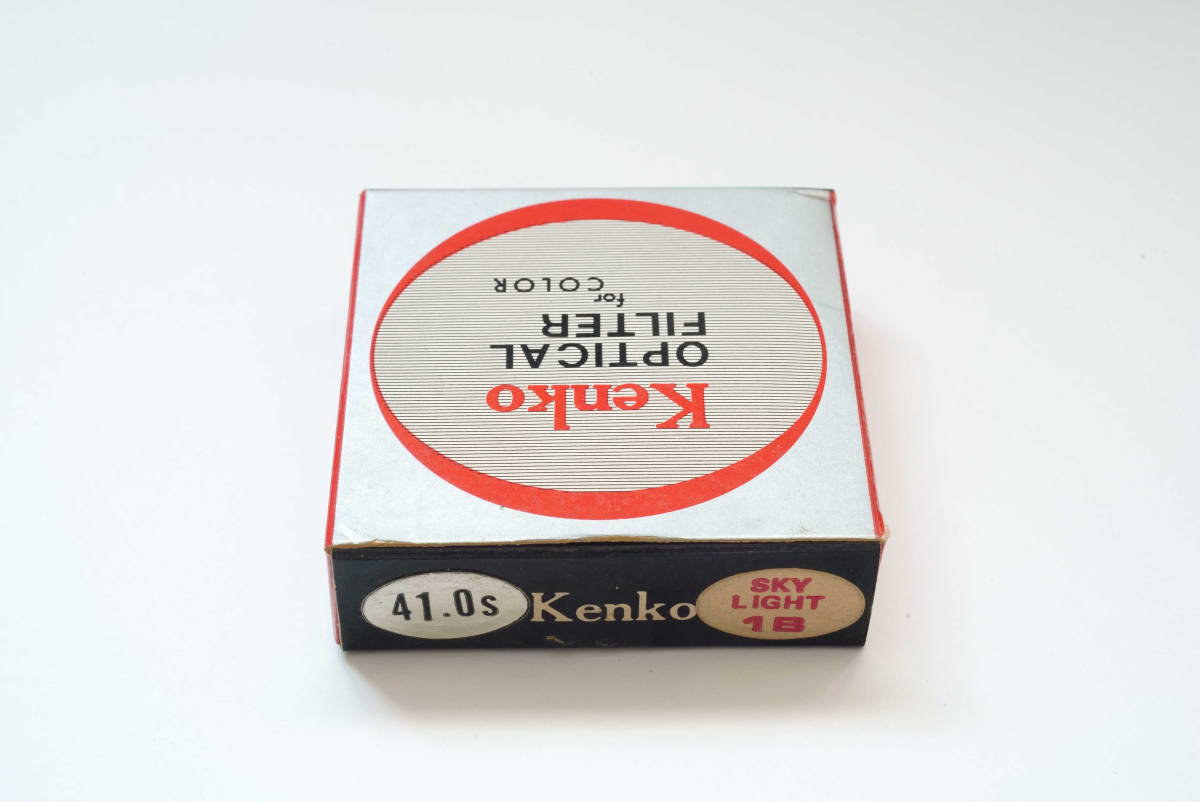 Kenko
OPTICAL
FILTER
for
COLOR
41.0s
Kenko
SKY
LIGHT
1B